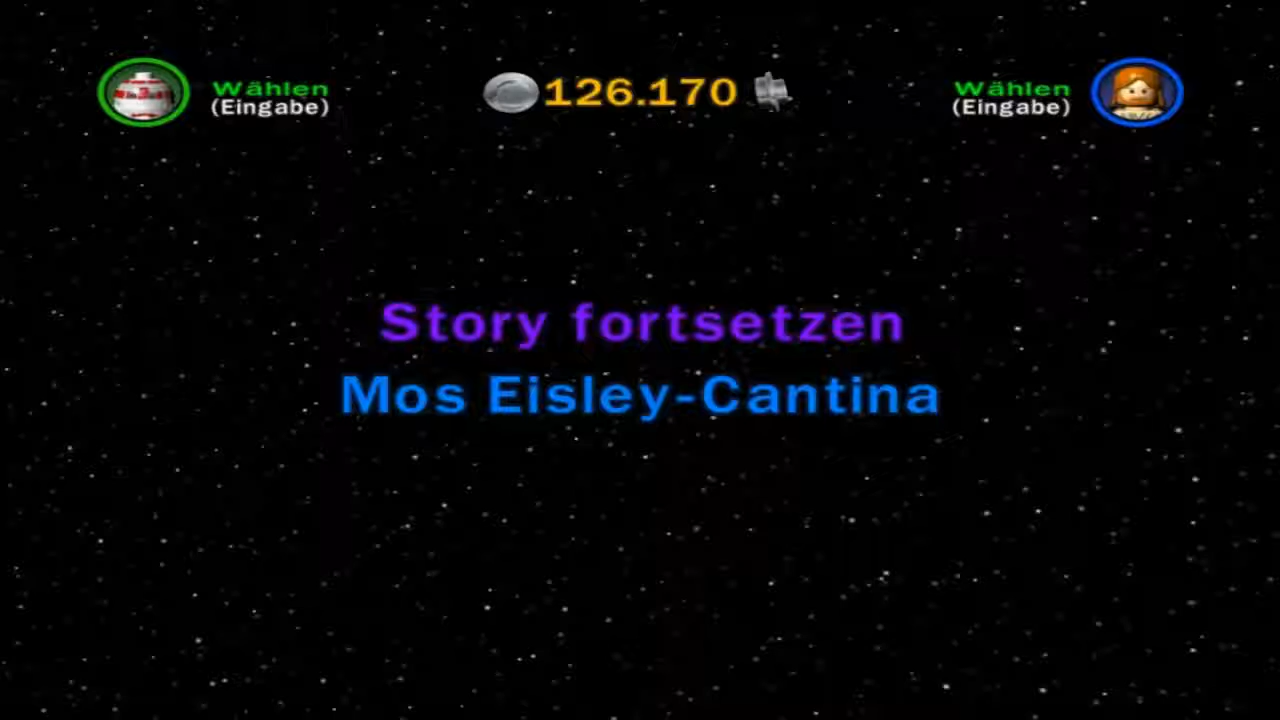 Wählen
(Eingabe)
126.170
Wählen
(Eingabe)
Story fortsetzen
Mos Eisley-Cantina